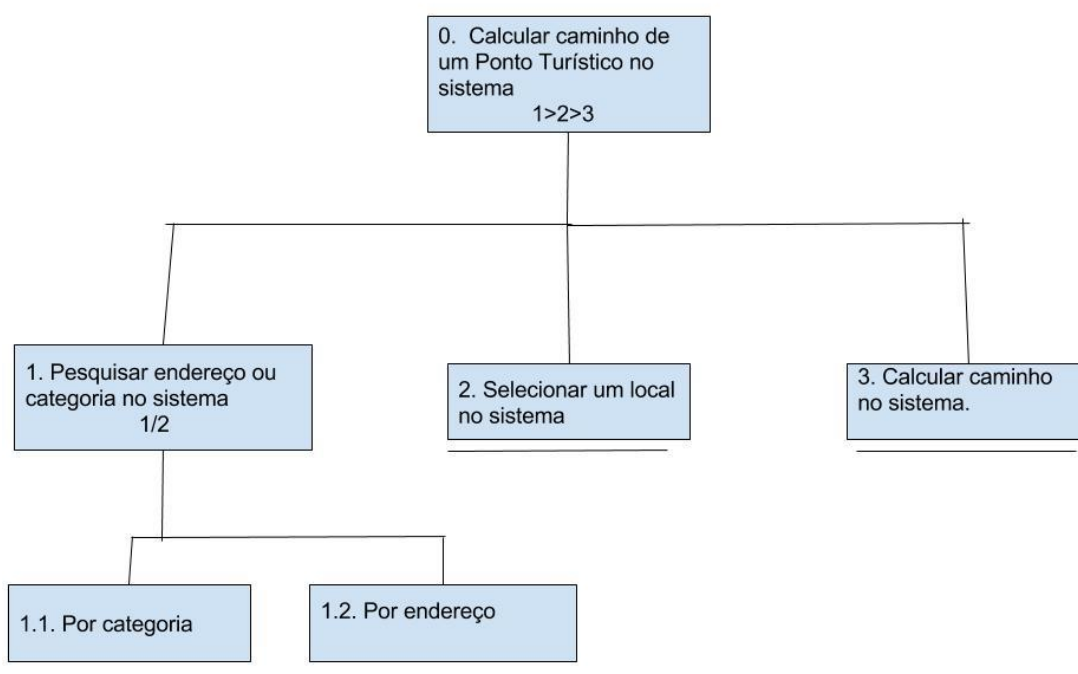 0. Calcular caminho de
um Ponto Turístico no
sistema
1>2>3
1. Pesquisar endereço ou
categoria no sistema
1/2
2. Selecionar um local
no sistema
3. Calcular caminho
no sistema.
1.1. Por categoria
1.2. Por endereço